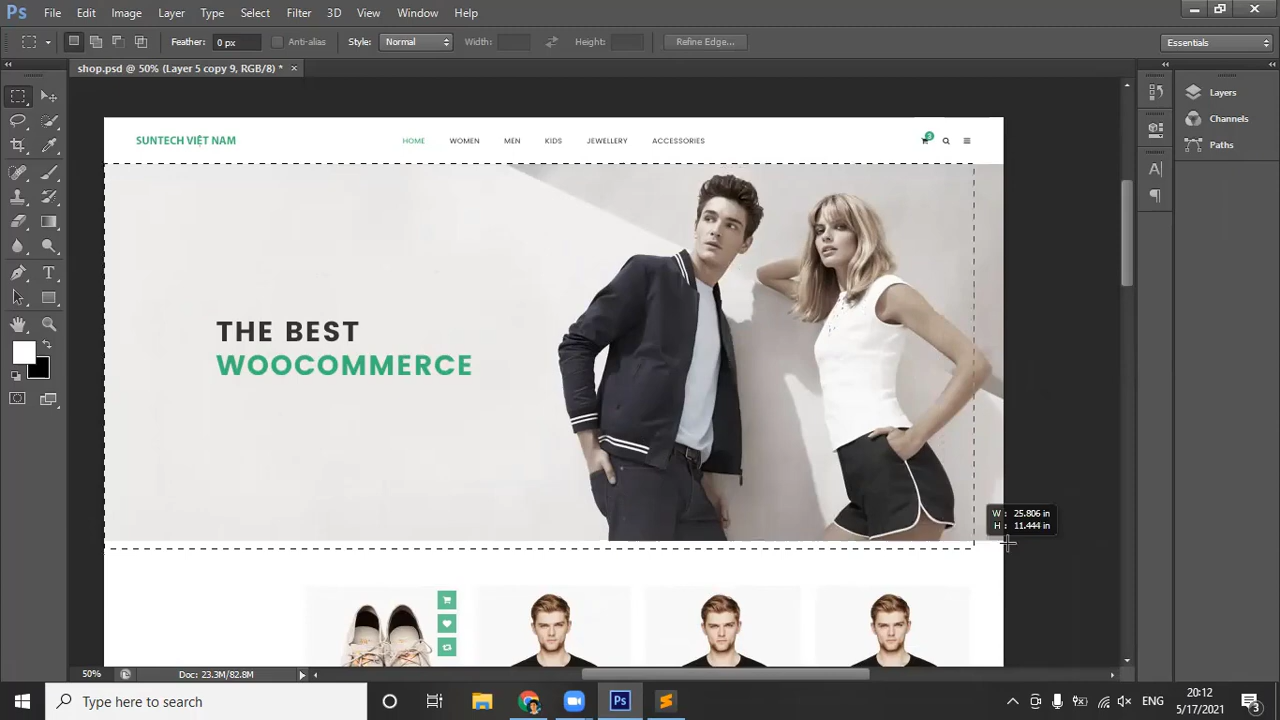 Ps File Edit Image Layer Type Select Filter 3D View Window Help
Feather: 0 px Anti-alias Style: Normal Width: Height: Refine Edge... Essentials
shop.psd @ 50% (Layer 5 copy 9, RGB/8) * ×
Layers
Channels
Paths
SUNTECH VIỆT NAM HOME WOMEN MEN KIDS JEWELLERY ACCESSORIES
THE BEST
WOOCOMMERCE
W: 25.806 in
H: 11.444 in
50% Doc: 23.3M/82.8M
Type here to search
Ps
ENG
20:12
5/17/2021
3